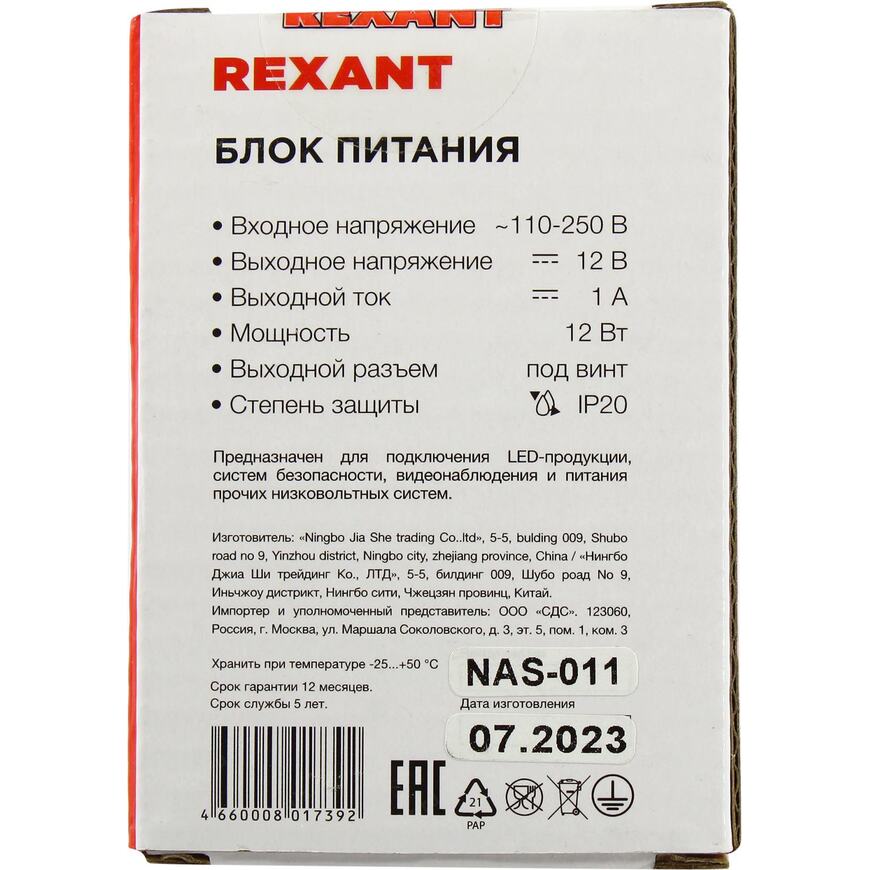 REXANT
REXANT
БЛОК ПИТАНИЯ
• Входное напряжение ~110-250 В
• Выходное напряжение 12 В
• Выходной ток 1 А
• Мощность 12 Вт
• Выходной разъем под винт
• Степень защиты IP20
Предназначен для подключения LED-продукции,
систем безопасности, видеонаблюдения и питания
прочих низковольтных систем.
Изготовитель: «Ningbo Jia She trading Co..ltd», 5-5, bulding 009, Shubo
road no 9, Yinzhou district, Ningbo city, zhejiang province, China / «Нингбо
Джиа Ши трейдинг Ко., ЛТД», 5-5, билдинг 009, Шубо роад No 9,
Иньчжоу дистрикт, Нингбо сити, Чжецзян провинц, Китай.
Импортер и уполномоченный представитель: ООО «СДС». 123060,
Россия, г. Москва, ул. Маршала Соколовского, д. 3, эт. 5, пом. 1, ком. 3
Хранить при температуре -25...+50 °C
Срок гарантии 12 месяцев.
Срок службы 5 лет.
NAS-011
Дата изготовления
07.2023
4 660008 017392
EAC
21
PAP